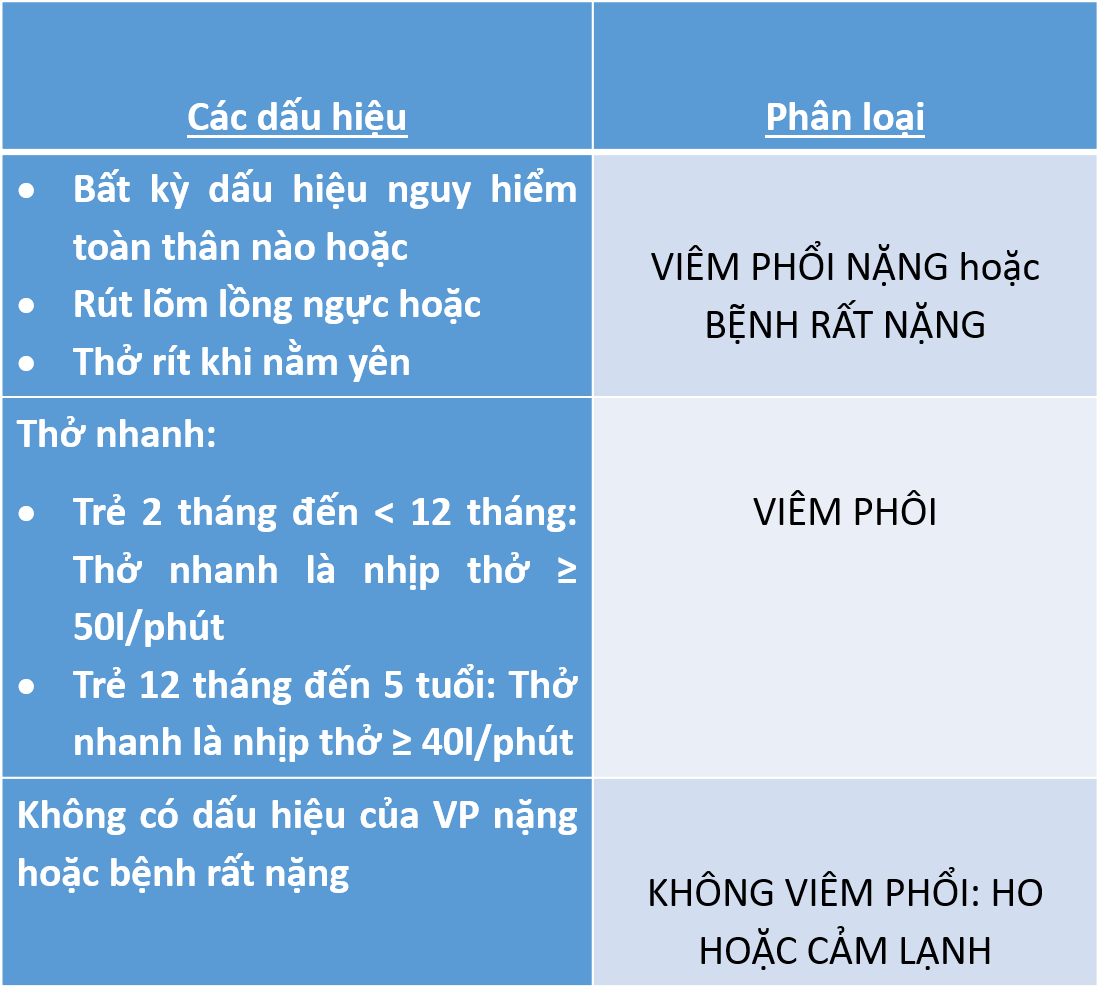 Các dấu hiệu
Phân loại
• Bất kỳ dấu hiệu nguy hiểm
toàn thân nào hoặc
• Rút lõm lồng ngực hoặc
• Thở rít khi nằm yên
VIÊM PHỔI NẶNG hoặc
BỆNH RẤT NẶNG
Thở nhanh:
• Trẻ 2 tháng đến < 12 tháng:
Thở nhanh là nhịp thở ≥
50l/phút
• Trẻ 12 tháng đến 5 tuổi: Thở
nhanh là nhịp thở ≥ 40l/phút
VIÊM PHÔI
Không có dấu hiệu của VP nặng
hoặc bệnh rất nặng
KHÔNG VIÊM PHỔI: HO
HOẶC CẢM LẠNH